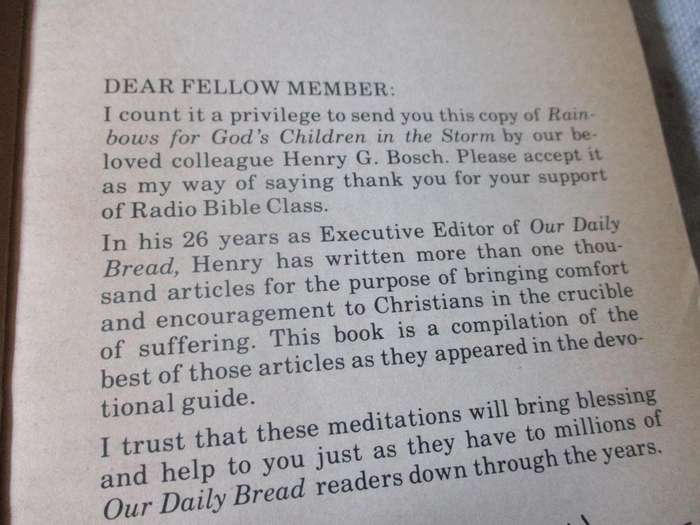 DEAR FELLOW MEMBER:
I count it a privilege to send you this copy of Rain-
bows for God's Children in the Storm by our be-
loved colleague Henry G. Bosch. Please accept it
as my way of saying thank you for your support
of Radio Bible Class.
In his 26 years as Executive Editor of Our Daily
Bread, Henry has written more than one thou-
sand articles for the purpose of bringing comfort
and encouragement to Christians in the crucible
of suffering. This book is a compilation of the
best of those articles as they appeared in the devo-
tional guide.
I trust that these meditations will bring blessing
and help to you just as they have to millions of
Our Daily Bread readers down through the years.